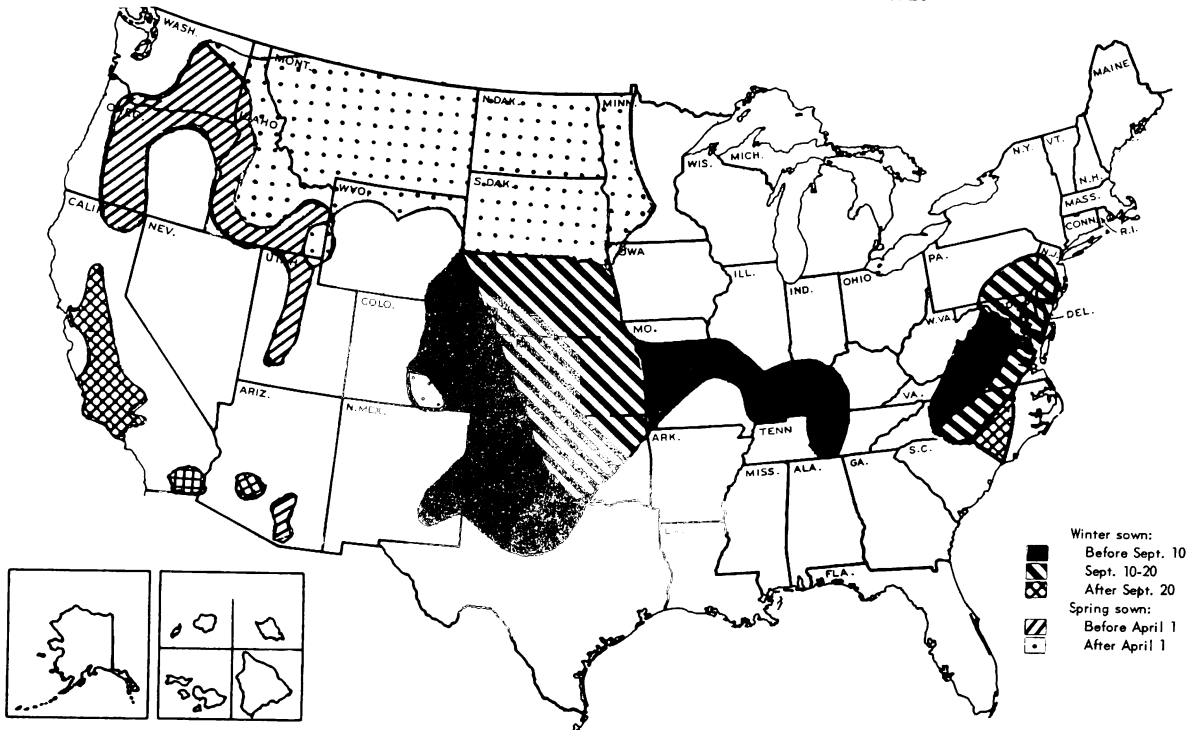 WASH.
MONT.
N.DAK.
MINN
MAINE
OREG.
IDAHO
WIS.
MICH.
N.Y.
VT.
N.H.
MASS.
CONN.
R.I.
S.DAK.
WYO.
CALIF
NEV.
UTAH
IOWA
PA.
N.J.
ILL.
IND.
OHIO
COLO.
MO.
W.VA.
DEL.
ARIZ.
N.MEX.
VA.
ARK.
TENN
S.C.
MISS.
ALA.
GA.
FLA.
Winter sown:
Before Sept. 10
Sept. 10-20
After Sept. 20
Spring sown:
Before April 1
After April 1